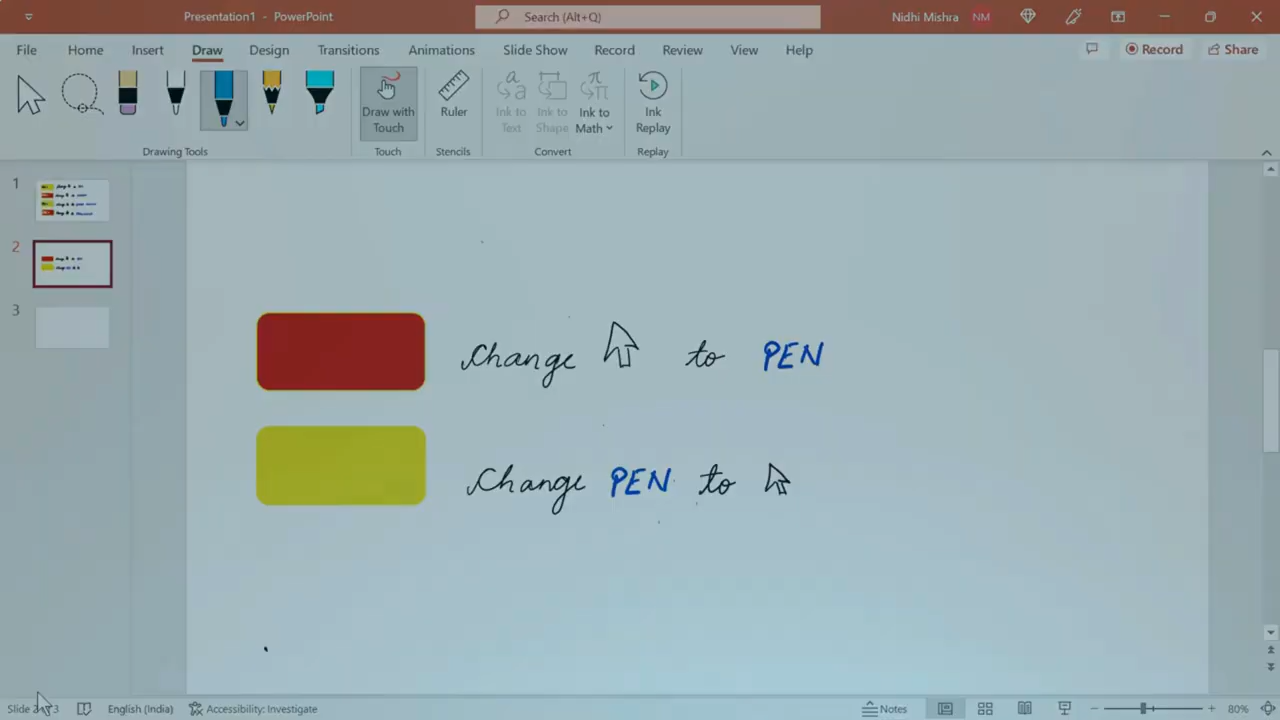 Presentation1 - PowerPoint
Search (Alt+Q)
Nidhi Mishra NM
File Home Insert Draw Design Transitions Animations Slide Show Record Review View Help
Record Share
Draw with Touch
Ruler
Ink to Text
Ink to Shape
Ink to Math
Ink Replay
Drawing Tools Touch Stencils Convert Replay
1
2
3
Change to PEN
Change PEN to
Slide 3
English (India)
Accessibility: Investigate
Notes
80%